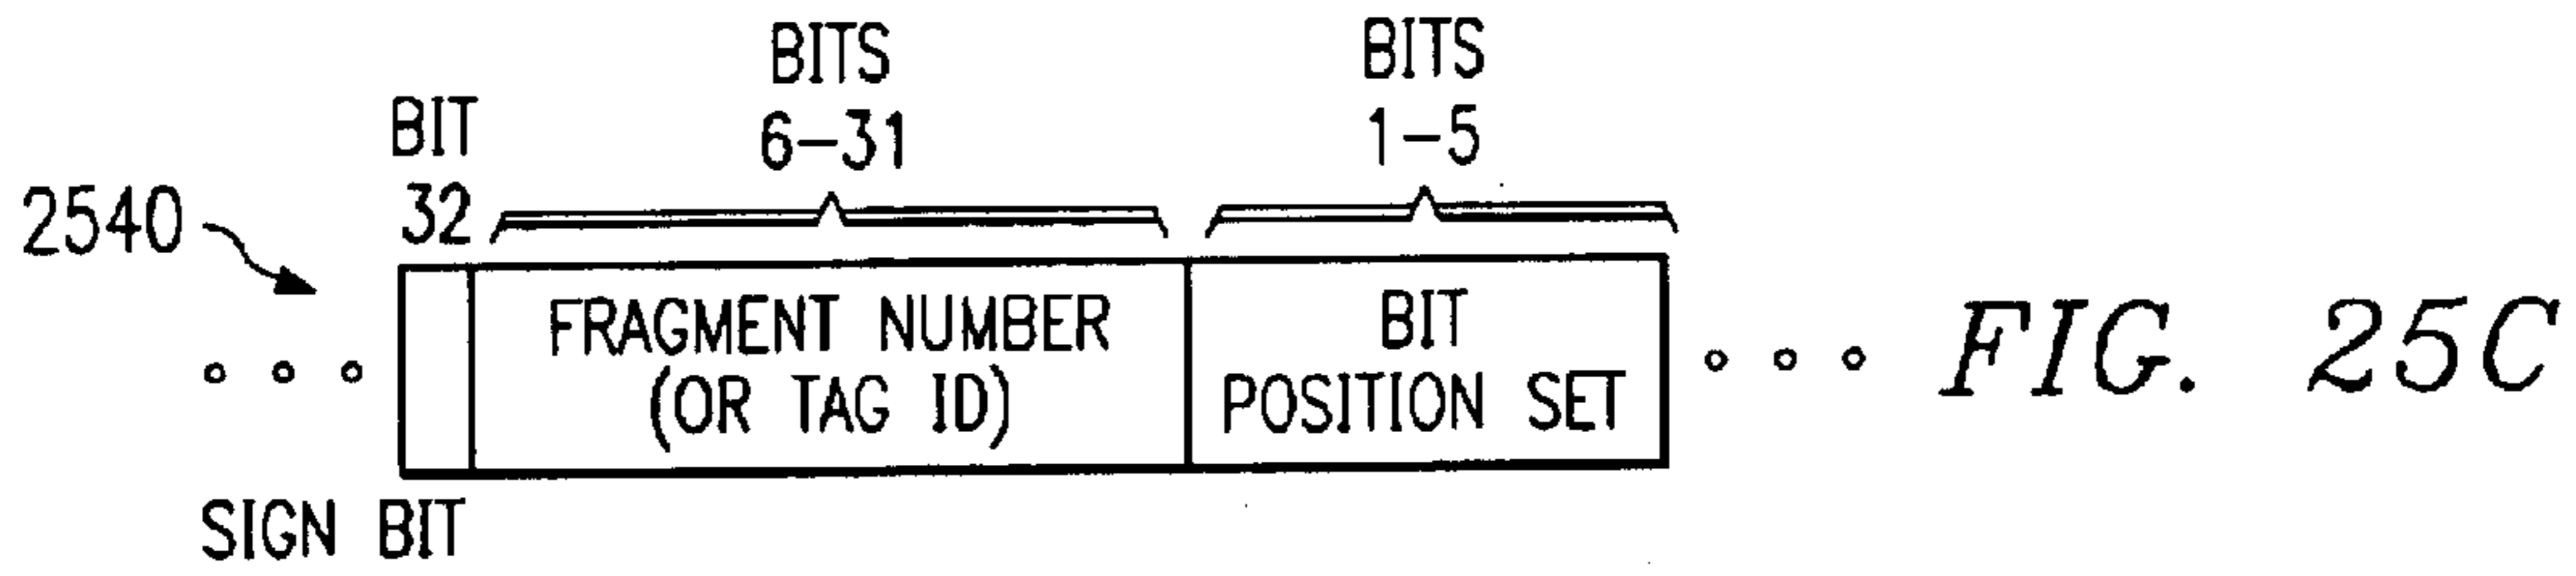 BIT
32
BITS
6-31
BITS
1-5
2540
FRAGMENT NUMBER
(OR TAG ID)
BIT
POSITION SET
SIGN BIT
FIG. 25C